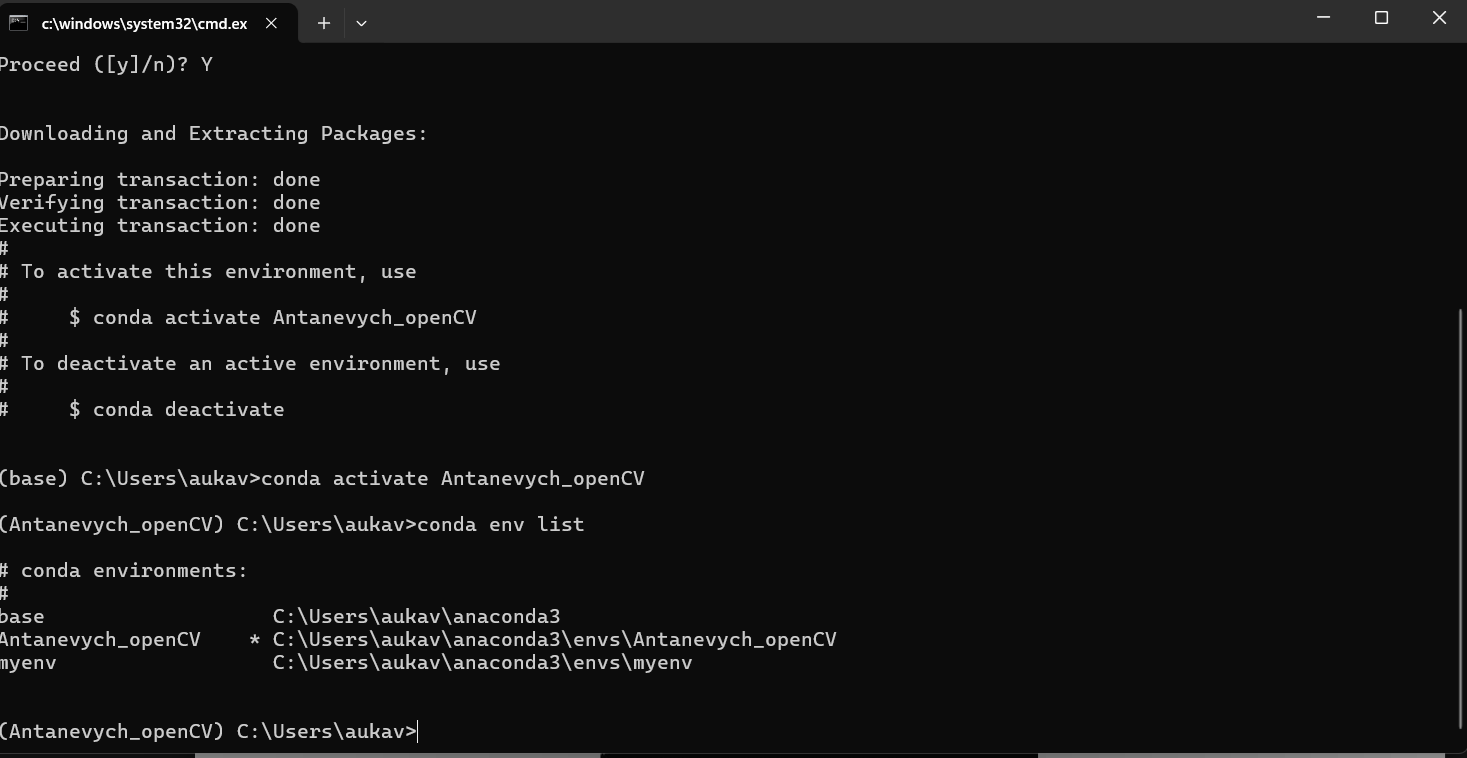 c:\windows\system32\cmd.ex
Proceed ([y]/n)? Y
Downloading and Extracting Packages:
Preparing transaction: done
Verifying transaction: done
Executing transaction: done
#
# To activate this environment, use
#
#     $ conda activate Antanevych_openCV
#
# To deactivate an active environment, use
#
#     $ conda deactivate
(base) C:\Users\aukav>conda activate Antanevych_openCV
(Antanevych_openCV) C:\Users\aukav>conda env list
# conda environments:
#
base                   C:\Users\aukav\anaconda3
Antanevych_openCV    * C:\Users\aukav\anaconda3\envs\Antanevych_openCV
myenv                  C:\Users\aukav\anaconda3\envs\myenv
(Antanevych_openCV) C:\Users\aukav>